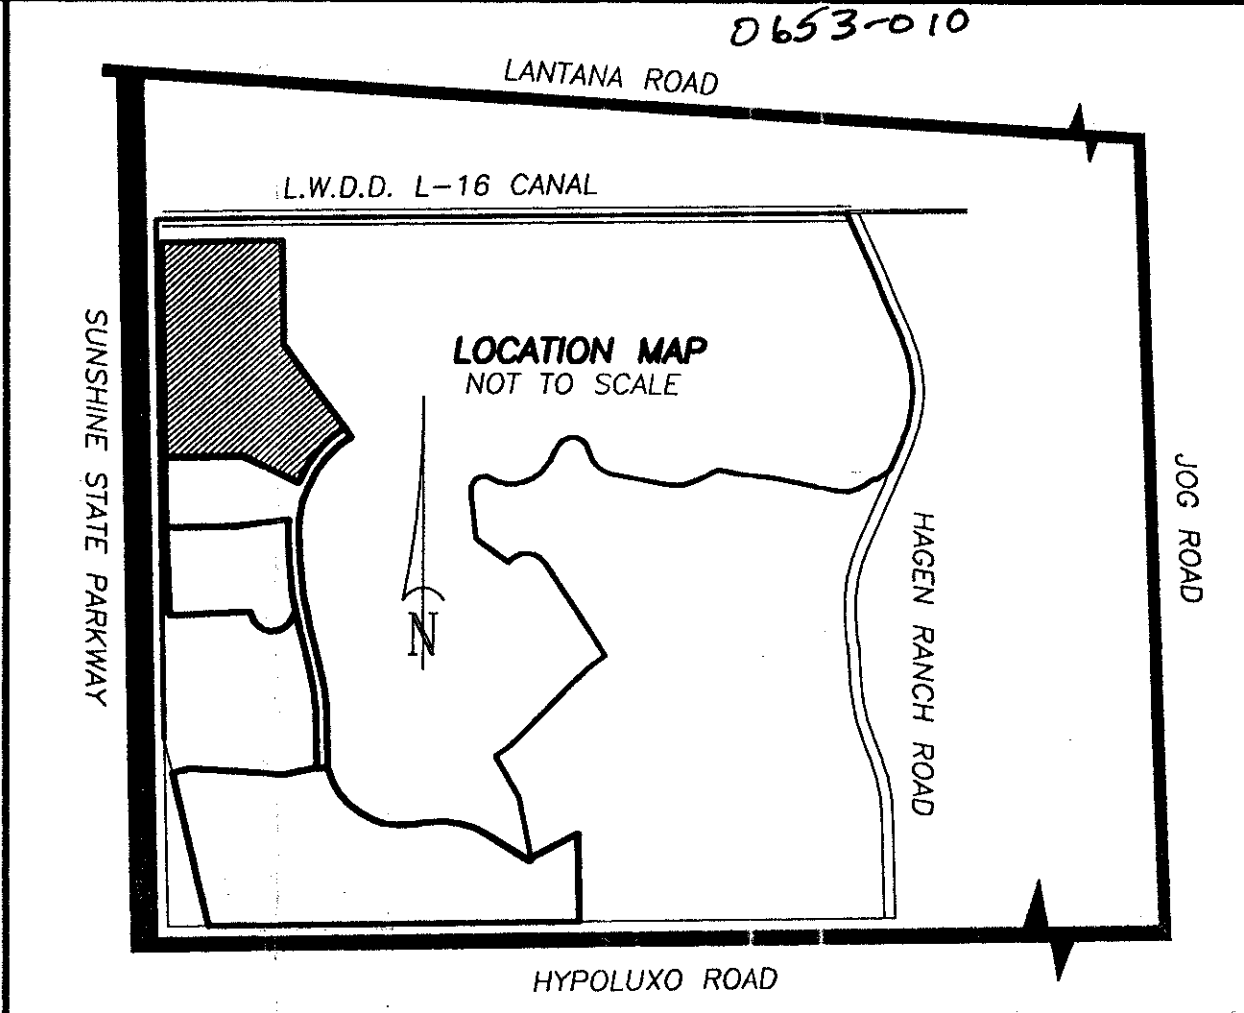 0653-010
LANTANA ROAD
L.W.D.D. L-16 CANAL
LOCATION MAP
NOT TO SCALE
SUNSHINE STATE PARKWAY
JOG ROAD
HAGEN RANCH ROAD
N
HYPOLUXO ROAD